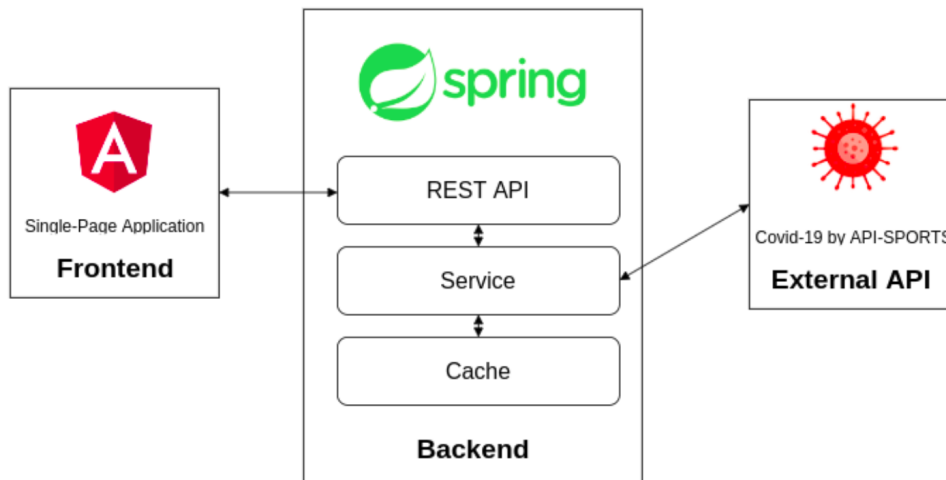 spring
A
REST API
Single-Page Application
Frontend
Service
Covid-19 by API-SPORTS
External API
Cache
Backend